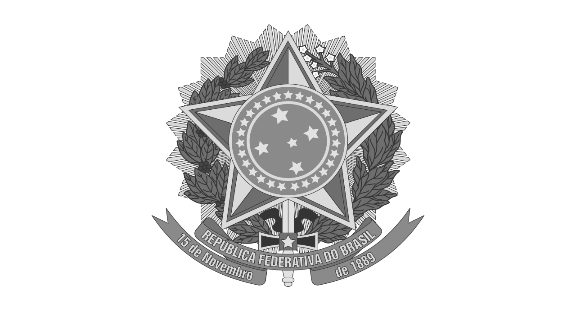 REPÚBLICA FEDERATIVA DO BRASIL
15 de Novembro de 1889